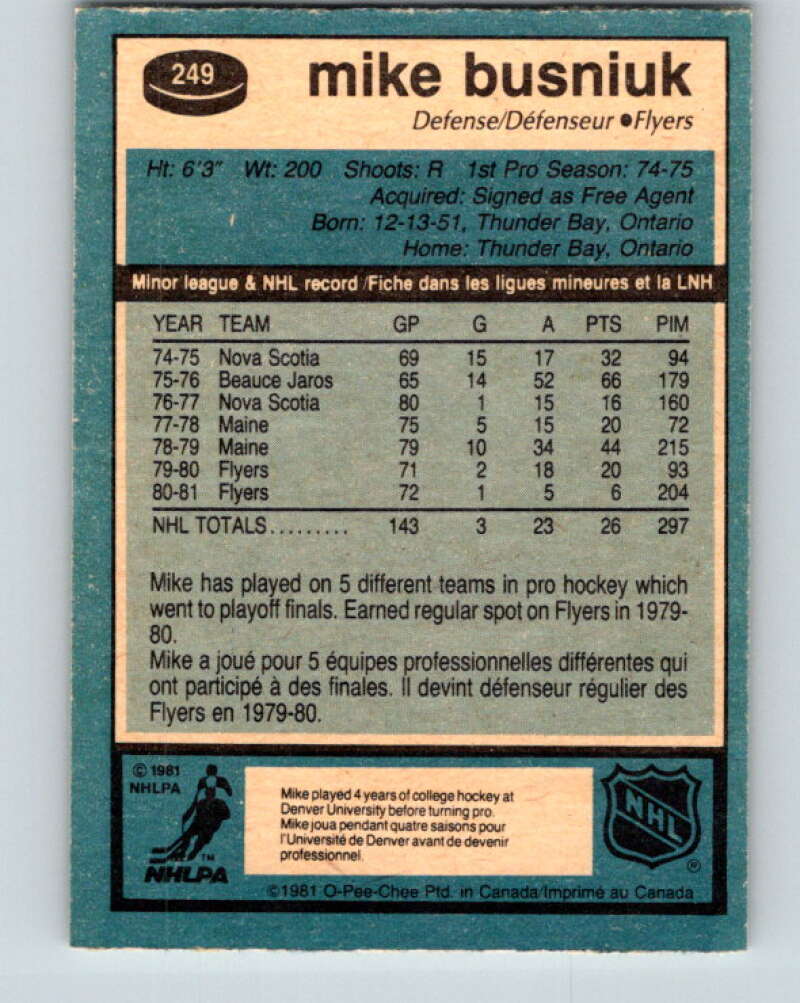 249
mike busniuk
Defense/Défenseur ●Flyers
Ht: 6'3" Wt: 200 Shoots: R 1st Pro Season: 74-75
Acquired: Signed as Free Agent
Born: 12-13-51, Thunder Bay, Ontario
Home: Thunder Bay, Ontario
Minor league & NHL record /Fiche dans les ligues mineures et la LNH
YEAR TEAM GP G A PTS PIM
74-75 Nova Scotia 69 15 17 32 94
75-76 Beauce Jaros 65 14 52 66 179
76-77 Nova Scotia 80 1 15 16 160
77-78 Maine 75 5 15 20 72
78-79 Maine 79 10 34 44 215
79-80 Flyers 71 2 18 20 93
80-81 Flyers 72 1 5 6 204
NHL TOTALS......... 143 3 23 26 297
Mike has played on 5 different teams in pro hockey which
went to playoff finals. Earned regular spot on Flyers in 1979-
80.
Mike a joué pour 5 équipes professionnelles différentes qui
ont participé à des finales. Il devint défenseur régulier des
Flyers en 1979-80.
© 1981
NHLPA
TM
NHLPA
Mike played 4 years of college hockey at
Denver University before turning pro.
Mike joua pendant quatre saisons pour
l'Université de Denver avant de devenir
professionnel.
NHL
®
©1981 O-Pee-Chee Ptd. in Canada/Imprimé au Canada